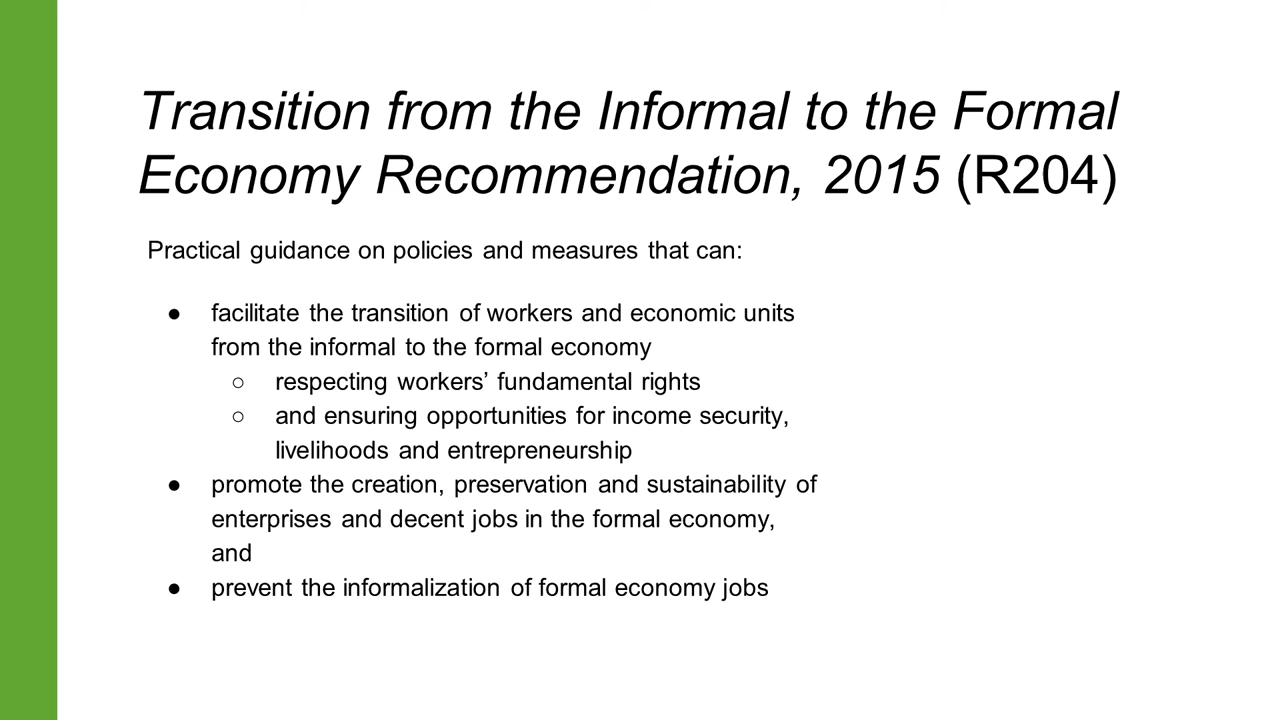 Transition from the Informal to the Formal
Economy Recommendation, 2015 (R204)
Practical guidance on policies and measures that can:
● facilitate the transition of workers and economic units
from the informal to the formal economy
○ respecting workers’ fundamental rights
○ and ensuring opportunities for income security,
livelihoods and entrepreneurship
● promote the creation, preservation and sustainability of
enterprises and decent jobs in the formal economy,
and
● prevent the informalization of formal economy jobs